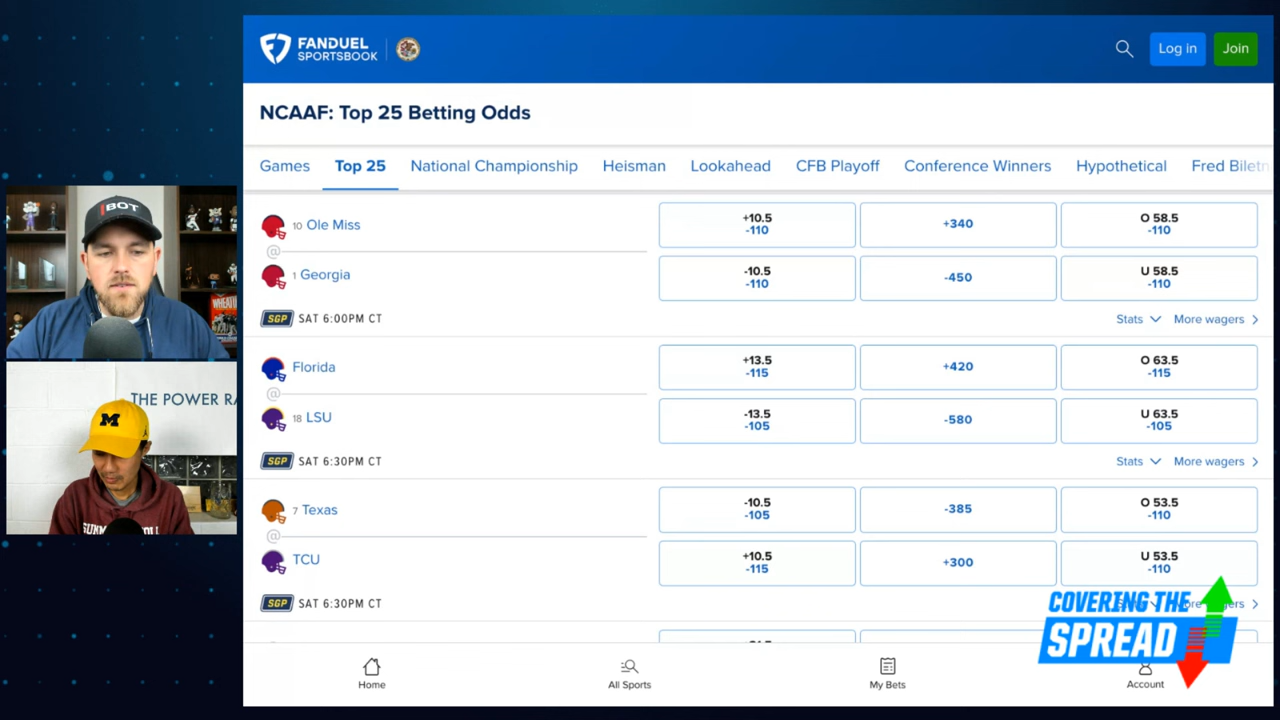 FANDUEL
SPORTSBOOK
Log in
Join
NCAAF: Top 25 Betting Odds
Games
Top 25
National Championship
Heisman
Lookahead
CFB Playoff
Conference Winners
Hypothetical
Fred Biletn
10 Ole Miss
+10.5
-110
+340
O 58.5
-110
@
1 Georgia
-10.5
-110
-450
U 58.5
-110
SGP SAT 6:00PM CT
Stats
More wagers
Florida
+13.5
-115
+420
O 63.5
-115
@
18 LSU
-13.5
-105
-580
U 63.5
-105
SGP SAT 6:30PM CT
Stats
More wagers
7 Texas
-10.5
-105
-385
O 53.5
-110
@
TCU
+10.5
-115
+300
U 53.5
-110
SGP SAT 6:30PM CT
COVERING THE
SPREAD
Home
All Sports
My Bets
Account
BOT
THE POWER RA
M
WHEATIE